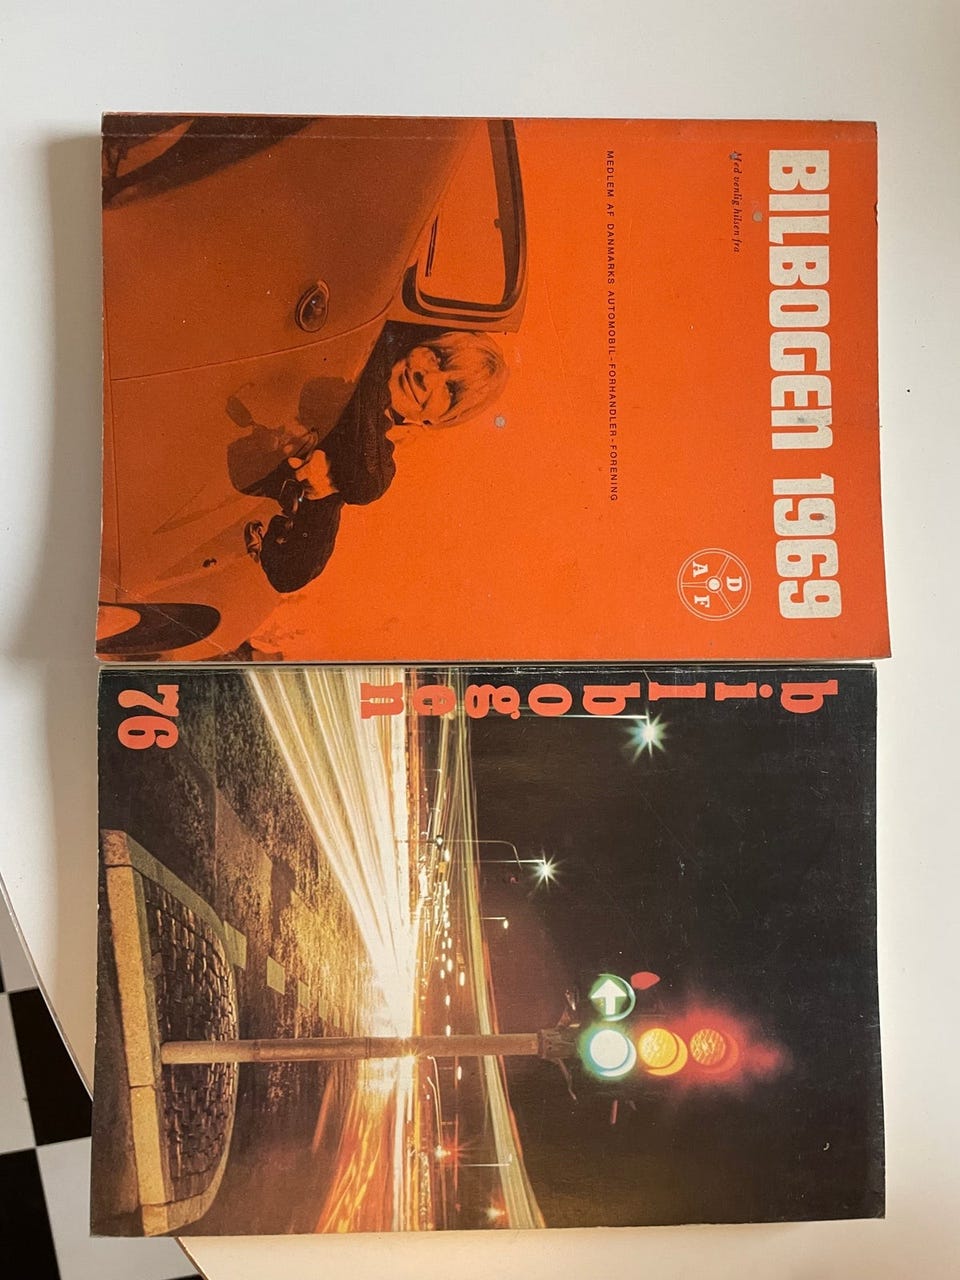 BILBOGEN 1969
Med venlig hilsen fra
MEDLEM AF DANMARKS AUTOMOBIL-FORHANDLER-FORENING
D
A F
bilbogen
76